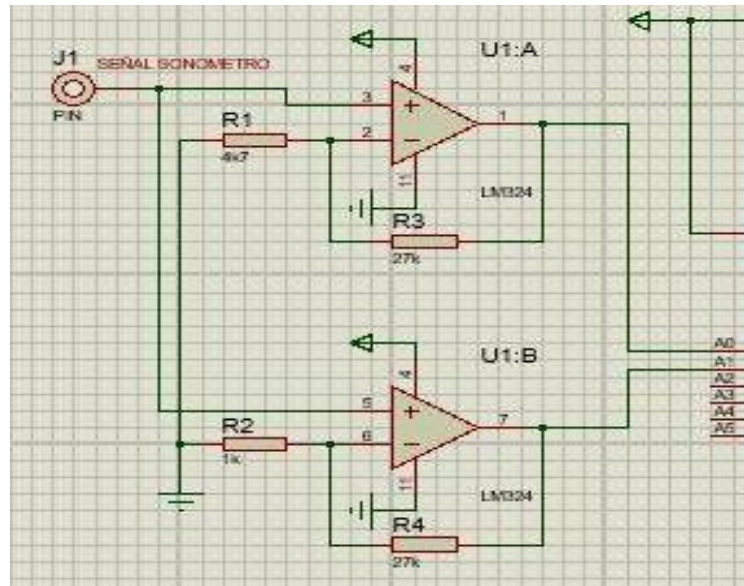 J1
SEÑAL SONOMETRO
PIN
U1:A
4
3
+
2
−
1
11
LM324
R1
4k7
R3
27k
U1:B
4
5
+
6
−
7
11
LM324
R2
1k
R4
27k
A0
A1
A2
A3
A4
A5